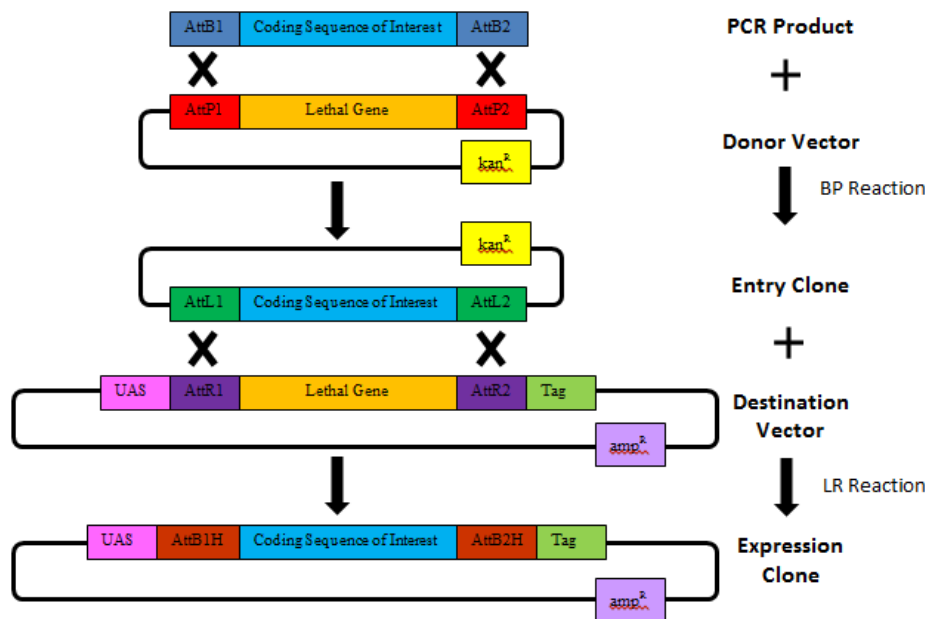 AttB1 Coding Sequence of Interest AttB2 PCR Product
+
AttP1 Lethal Gene AttP2
Donor Vector
kanR
BP Reaction
kanR
Entry Clone
AttL1 Coding Sequence of Interest AttL2
+
UAS AttR1 Lethal Gene AttR2 Tag
Destination
Vector
ampR
LR Reaction
UAS AttB1H Coding Sequence of Interest AttB2H Tag
Expression
Clone
ampR